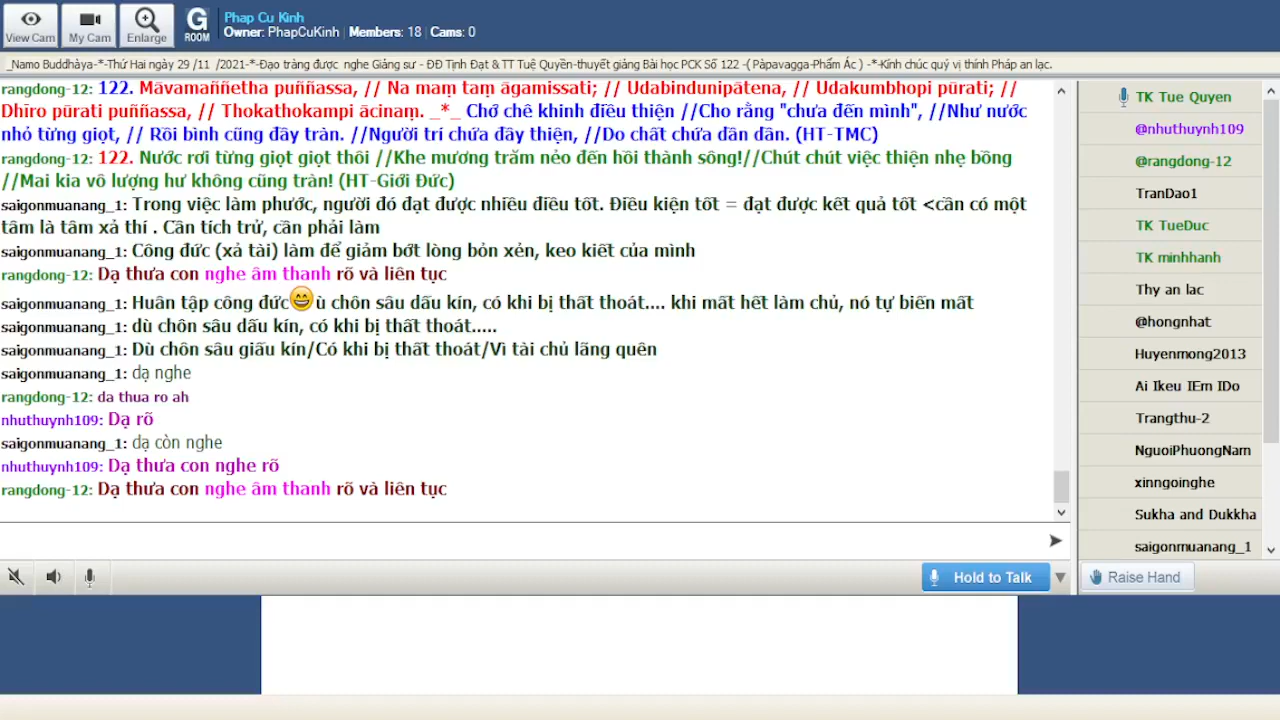 View Cam
My Cam
Enlarge
G ROOM
Phap Cu Kinh
Owner: PhapCuKinh | Members: 18 | Cams: 0
_Namo Buddhàya-*-Thứ Hai ngày 29 /11 /2021-*-Đạo tràng được nghe Giảng sư - ĐĐ Tịnh Đạt & TT Tuệ Quyền-thuyết giảng Bài học PCK Số 122 -( Pàpavagga-Phẩm Ác ) -*-Kính chúc quý vị thính Pháp an lạc.
rangdong-12: 122. Māvamaññetha puññassa, // Na maṃ taṃ āgamissati; // Udabindunipātena, // Udakumbhopi pūrati; //
Dhīro pūrati puññassa, // Thokathokampi ācinaṃ. _*_ Chớ chê khinh điều thiện //Cho rằng "chưa đến mình", //Như nước
nhỏ từng giọt, // Rồi bình cũng đầy tràn. //Người trí chứa đầy thiện, //Do chất chứa dần dần. (HT-TMC)
rangdong-12: 122. Nước rơi từng giọt giọt thôi //Khe mương trăm nẻo đến hồi thành sông!//Chút chút việc thiện nhẹ bồng
//Mai kia vô lượng hư không cũng tràn! (HT-Giới Đức)
saigonmuanang_1: Trong việc làm phước, người đó đạt được nhiều điều tốt. Điều kiện tốt = đạt được kết quả tốt <cần có một
tâm là tâm xả thí . Cần tích trử, cần phải làm
saigonmuanang_1: Công đức (xả tài) làm để giảm bớt lòng bỏn xẻn, keo kiết của mình
rangdong-12: Dạ thưa con nghe âm thanh rõ và liên tục
saigonmuanang_1: Huân tập công đức😄ù chôn sâu dấu kín, có khi bị thất thoát.... khi mất hết làm chủ, nó tự biến mất
saigonmuanang_1: dù chôn sâu dấu kín, có khi bị thất thoát.....
saigonmuanang_1: Dù chôn sâu giấu kín/Có khi bị thất thoát/Vì tài chủ lãng quên
saigonmuanang_1: dạ nghe
rangdong-12: da thua ro ah
nhuthuynh109: Dạ rõ
saigonmuanang_1: dạ còn nghe
nhuthuynh109: Dạ thưa con nghe rõ
rangdong-12: Dạ thưa con nghe âm thanh rõ và liên tục
Hold to Talk
TK Tue Quyen
@nhuthuynh109
@rangdong-12
TranDao1
TK TueDuc
TK minhhanh
Thy an lac
@hongnhat
Huyenmong2013
Ai Ikeu IEm IDo
Trangthu-2
NguoiPhuongNam
xinngoinghe
Sukha and Dukkha
saigonmuanang_1
Raise Hand